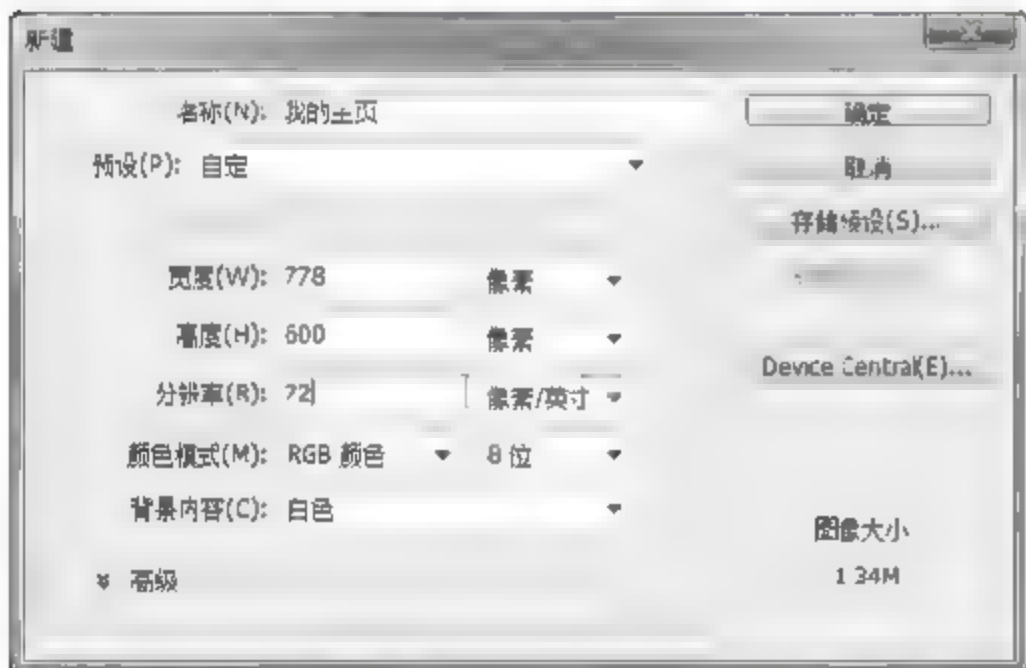 新建
名称(N): 我的主页
确定
预设(P): 自定
取消
存储预设(S)...
宽度(W): 778 像素
高度(H): 600 像素
Device Central(E)...
分辨率(R): 72 像素/英寸
颜色模式(M): RGB 颜色 8 位
背景内容(C): 白色
图像大小
高级
1.34M